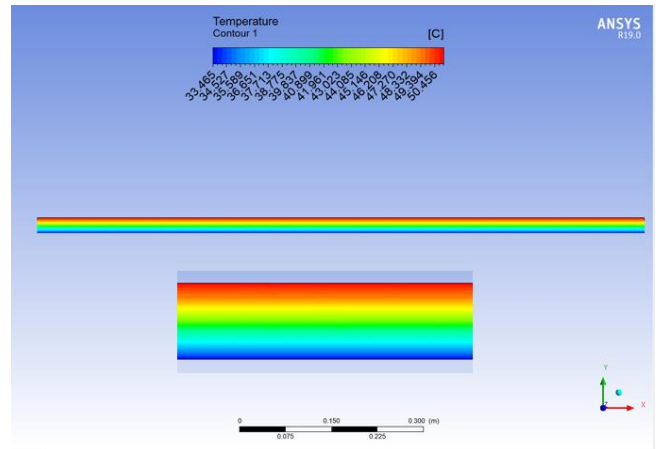 Temperature
Contour 1
[C]
ANSYS
R19.0
33.465
34.527
35.589
36.651
37.713
38.775
39.837
40.899
41.961
43.023
44.085
45.146
46.208
47.270
48.332
49.394
50.456
Y
Z
X
0 0.150 0.300 (m)
0.075 0.225